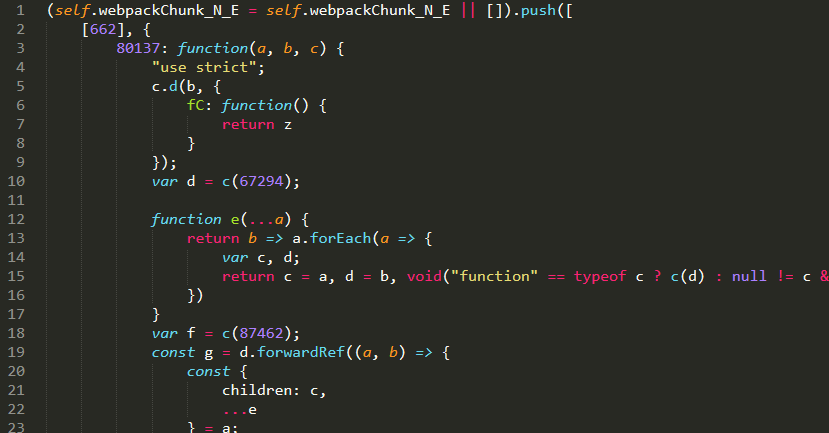 1 (self.webpackChunk_N_E = self.webpackChunk_N_E || []).push([
2 [662], {
3 80137: function(a, b, c) {
4 "use strict";
5 c.d(b, {
6 fC: function() {
7 return z
8 }
9 });
10 var d = c(67294);
11
12 function e(...a) {
13 return b => a.forEach(a => {
14 var c, d;
15 return c = a, d = b, void("function" == typeof c ? c(d) : null != c &
16 })
17 }
18 var f = c(87462);
19 const g = d.forwardRef((a, b) => {
20 const {
21 children: c,
22 ...e
23 } = a;